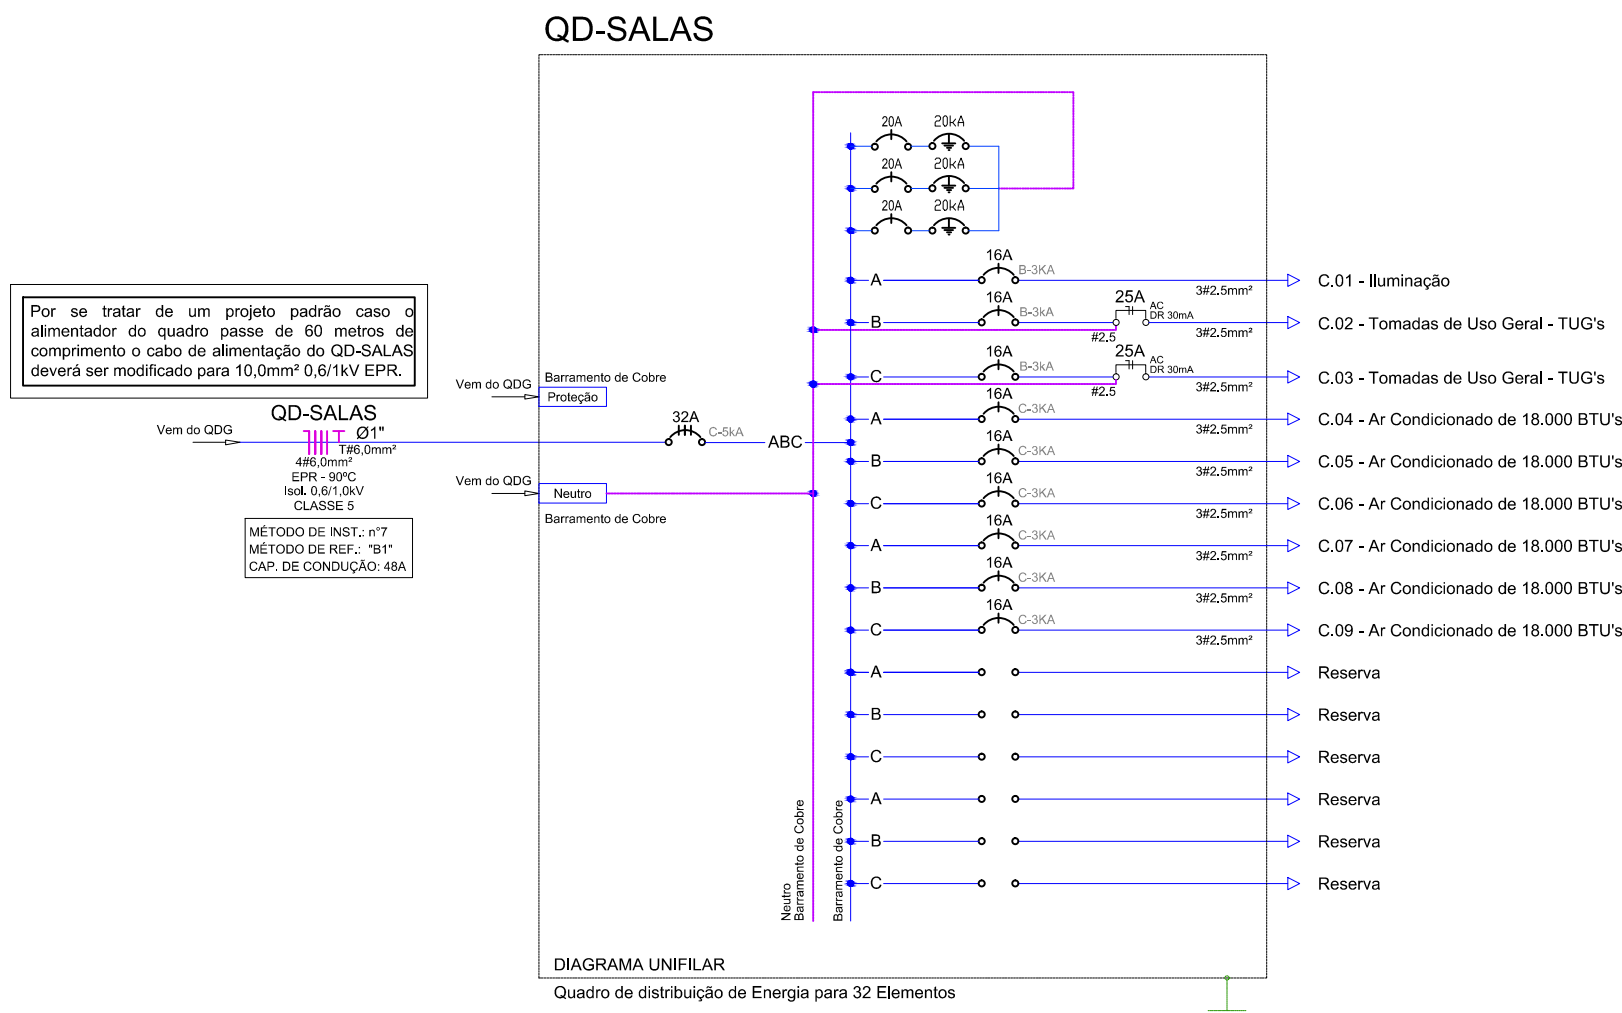 QD-SALAS
20A 20kA
20A 20kA
20A 20kA
Por se tratar de um projeto padrão caso o
alimentador do quadro passe de 60 metros de
comprimento o cabo de alimentação do QD-SALAS
deverá ser modificado para 10,0mm² 0,6/1kV EPR.
QD-SALAS
Vem do QDG
Ø1"
T#6,0mm²
4#6,0mm²
EPR - 90ºC
Isol. 0,6/1,0kV
CLASSE 5
MÉTODO DE INST.: n°7
MÉTODO DE REF.: "B1"
CAP. DE CONDUÇÃO: 48A
Vem do QDG
Barramento de Cobre
Proteção
32A
C-5kA
ABC
Vem do QDG
Neutro
Barramento de Cobre
A 16A B-3KA 3#2.5mm² C.01 - Iluminação
B 16A B-3kA #2.5 25A AC DR 30mA 3#2.5mm² C.02 - Tomadas de Uso Geral - TUG's
C 16A B-3kA #2.5 25A AC DR 30mA 3#2.5mm² C.03 - Tomadas de Uso Geral - TUG's
A 16A C-3KA 3#2.5mm² C.04 - Ar Condicionado de 18.000 BTU's
B 16A C-3KA 3#2.5mm² C.05 - Ar Condicionado de 18.000 BTU's
C 16A C-3KA 3#2.5mm² C.06 - Ar Condicionado de 18.000 BTU's
A 16A C-3KA 3#2.5mm² C.07 - Ar Condicionado de 18.000 BTU's
B 16A C-3KA 3#2.5mm² C.08 - Ar Condicionado de 18.000 BTU's
C 16A C-3KA 3#2.5mm² C.09 - Ar Condicionado de 18.000 BTU's
A Reserva
B Reserva
C Reserva
A Reserva
B Reserva
C Reserva
Neutro
Barramento de Cobre
Barramento de Cobre
DIAGRAMA UNIFILAR
Quadro de distribuição de Energia para 32 Elementos